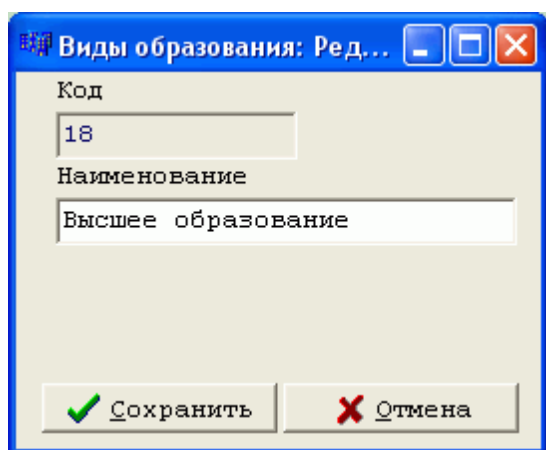 Виды образования: Ред...
Код
18
Наименование
Высшее образование
Сохранить
Отмена